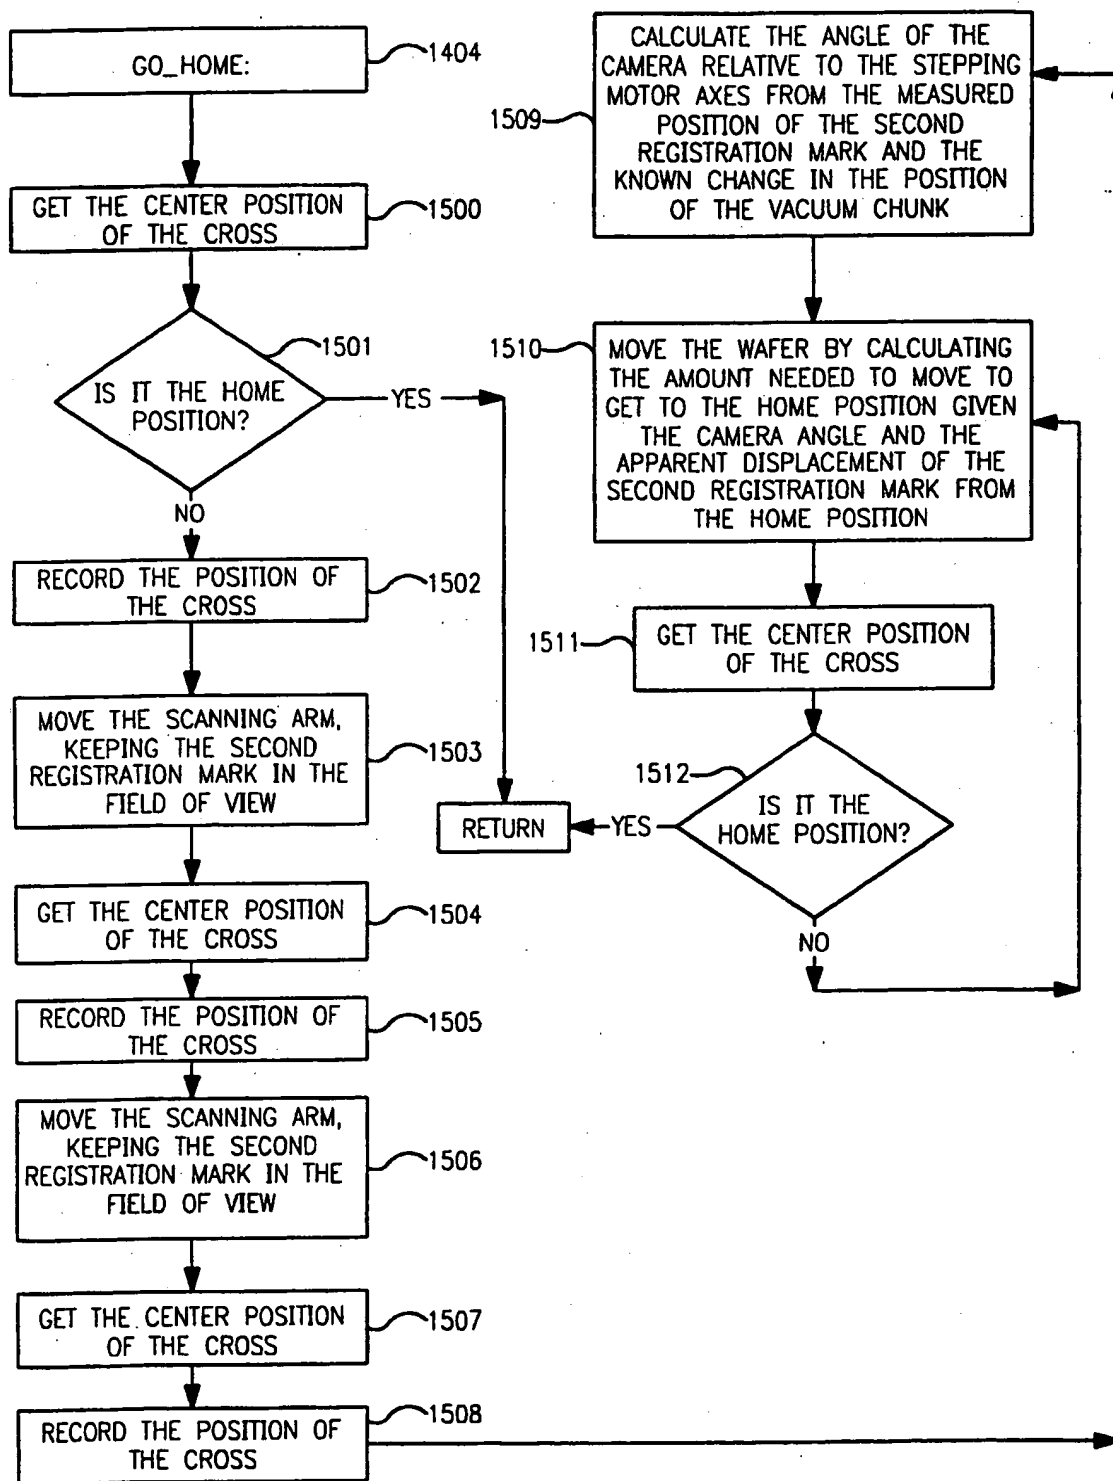 GO_HOME:
1404
GET THE CENTER POSITION
OF THE CROSS
1500
IS IT THE HOME
POSITION?
1501
YES
NO
RECORD THE POSITION OF
THE CROSS
1502
MOVE THE SCANNING ARM,
KEEPING THE SECOND
REGISTRATION MARK IN THE
FIELD OF VIEW
1503
GET THE CENTER POSITION
OF THE CROSS
1504
RECORD THE POSITION OF
THE CROSS
1505
MOVE THE SCANNING ARM,
KEEPING THE SECOND
REGISTRATION MARK IN THE
FIELD OF VIEW
1506
GET THE CENTER POSITION
OF THE CROSS
1507
RECORD THE POSITION OF
THE CROSS
1508
CALCULATE THE ANGLE OF THE
CAMERA RELATIVE TO THE STEPPING
MOTOR AXES FROM THE MEASURED
POSITION OF THE SECOND
REGISTRATION MARK AND THE
KNOWN CHANGE IN THE POSITION
OF THE VACUUM CHUNK
1509
MOVE THE WAFER BY CALCULATING
THE AMOUNT NEEDED TO MOVE TO
GET TO THE HOME POSITION GIVEN
THE CAMERA ANGLE AND THE
APPARENT DISPLACEMENT OF THE
SECOND REGISTRATION MARK FROM
THE HOME POSITION
1510
GET THE CENTER POSITION
OF THE CROSS
1511
IS IT THE
HOME POSITION?
1512
YES
RETURN
NO